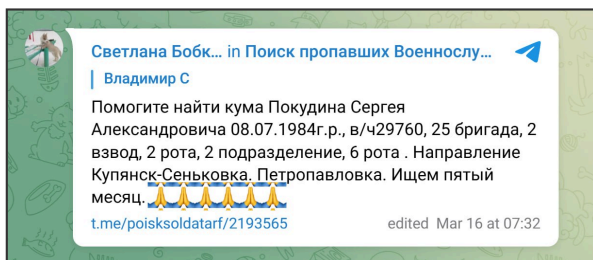 Светлана Бобк... in Поиск пропавших Военнослу...
Владимир С
Помогите найти кума Покудина Сергея
Александровича 08.07.1984г.р., в/ч29760, 25 бригада, 2
взвод, 2 рота, 2 подразделение, 6 рота . Направление
Купянск-Сеньковка. Петропавловка. Ищем пятый
месяц.🙏🙏🙏🙏🙏🙏
t.me/poisksoldatarf/2193565 edited Mar 16 at 07:32